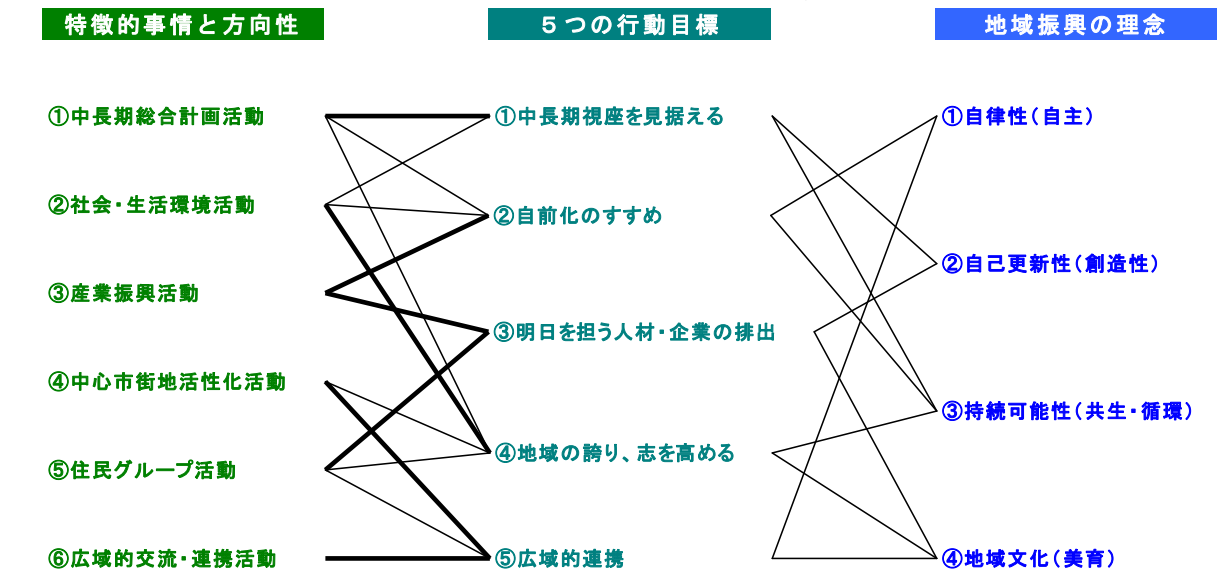 特徴的事情と方向性
５つの行動目標
地域振興の理念
①中長期総合計画活動
①中長期視座を見据える
①自律性(自主)
②社会・生活環境活動
②自前化のすすめ
②自己更新性(創造性)
③産業振興活動
③明日を担う人材・企業の排出
④中心市街地活性化活動
③持続可能性(共生・循環)
⑤住民グループ活動
④地域の誇り、志を高める
⑥広域的交流・連携活動
⑤広域的連携
④地域文化(美育)